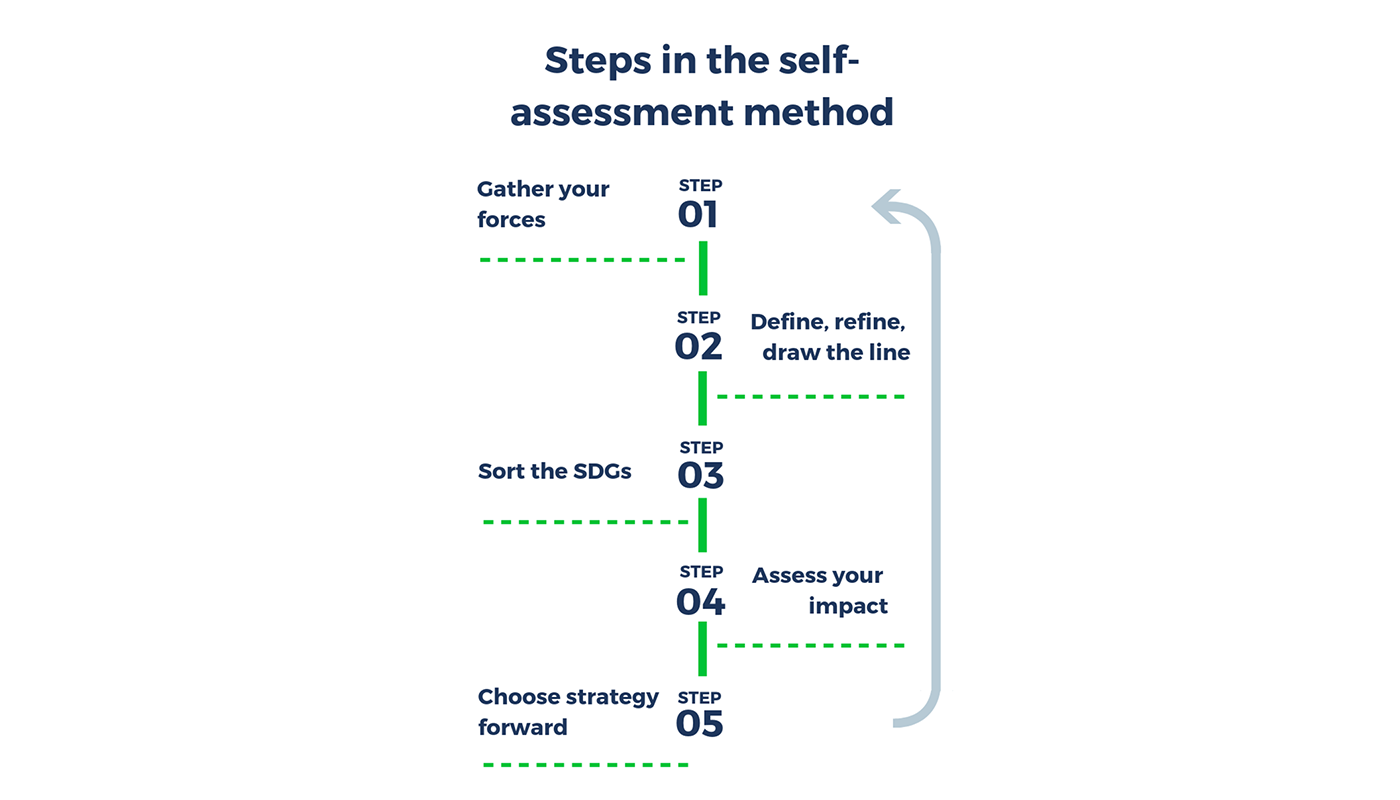 Steps in the self-
assessment method
Gather your
forces
STEP
01
STEP
02
Define, refine,
draw the line
Sort the SDGs
STEP
03
STEP
04
Assess your
impact
Choose strategy
forward
STEP
05